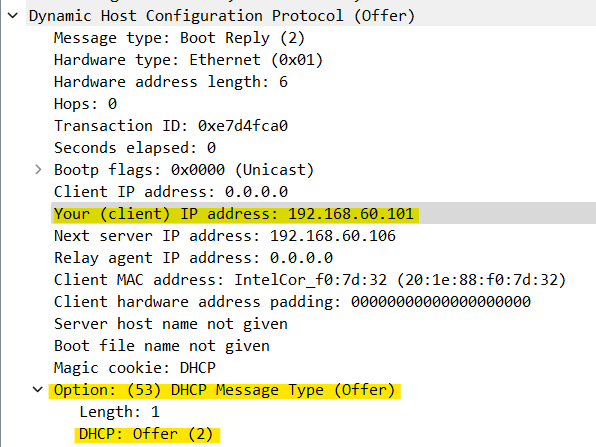 Dynamic Host Configuration Protocol (Offer)
Message type: Boot Reply (2)
Hardware type: Ethernet (0x01)
Hardware address length: 6
Hops: 0
Transaction ID: 0xe7d4fca0
Seconds elapsed: 0
Bootp flags: 0x0000 (Unicast)
Client IP address: 0.0.0.0
Your (client) IP address: 192.168.60.101
Next server IP address: 192.168.60.106
Relay agent IP address: 0.0.0.0
Client MAC address: IntelCor_f0:7d:32 (20:1e:88:f0:7d:32)
Client hardware address padding: 00000000000000000000
Server host name not given
Boot file name not given
Magic cookie: DHCP
Option: (53) DHCP Message Type (Offer)
Length: 1
DHCP: Offer (2)